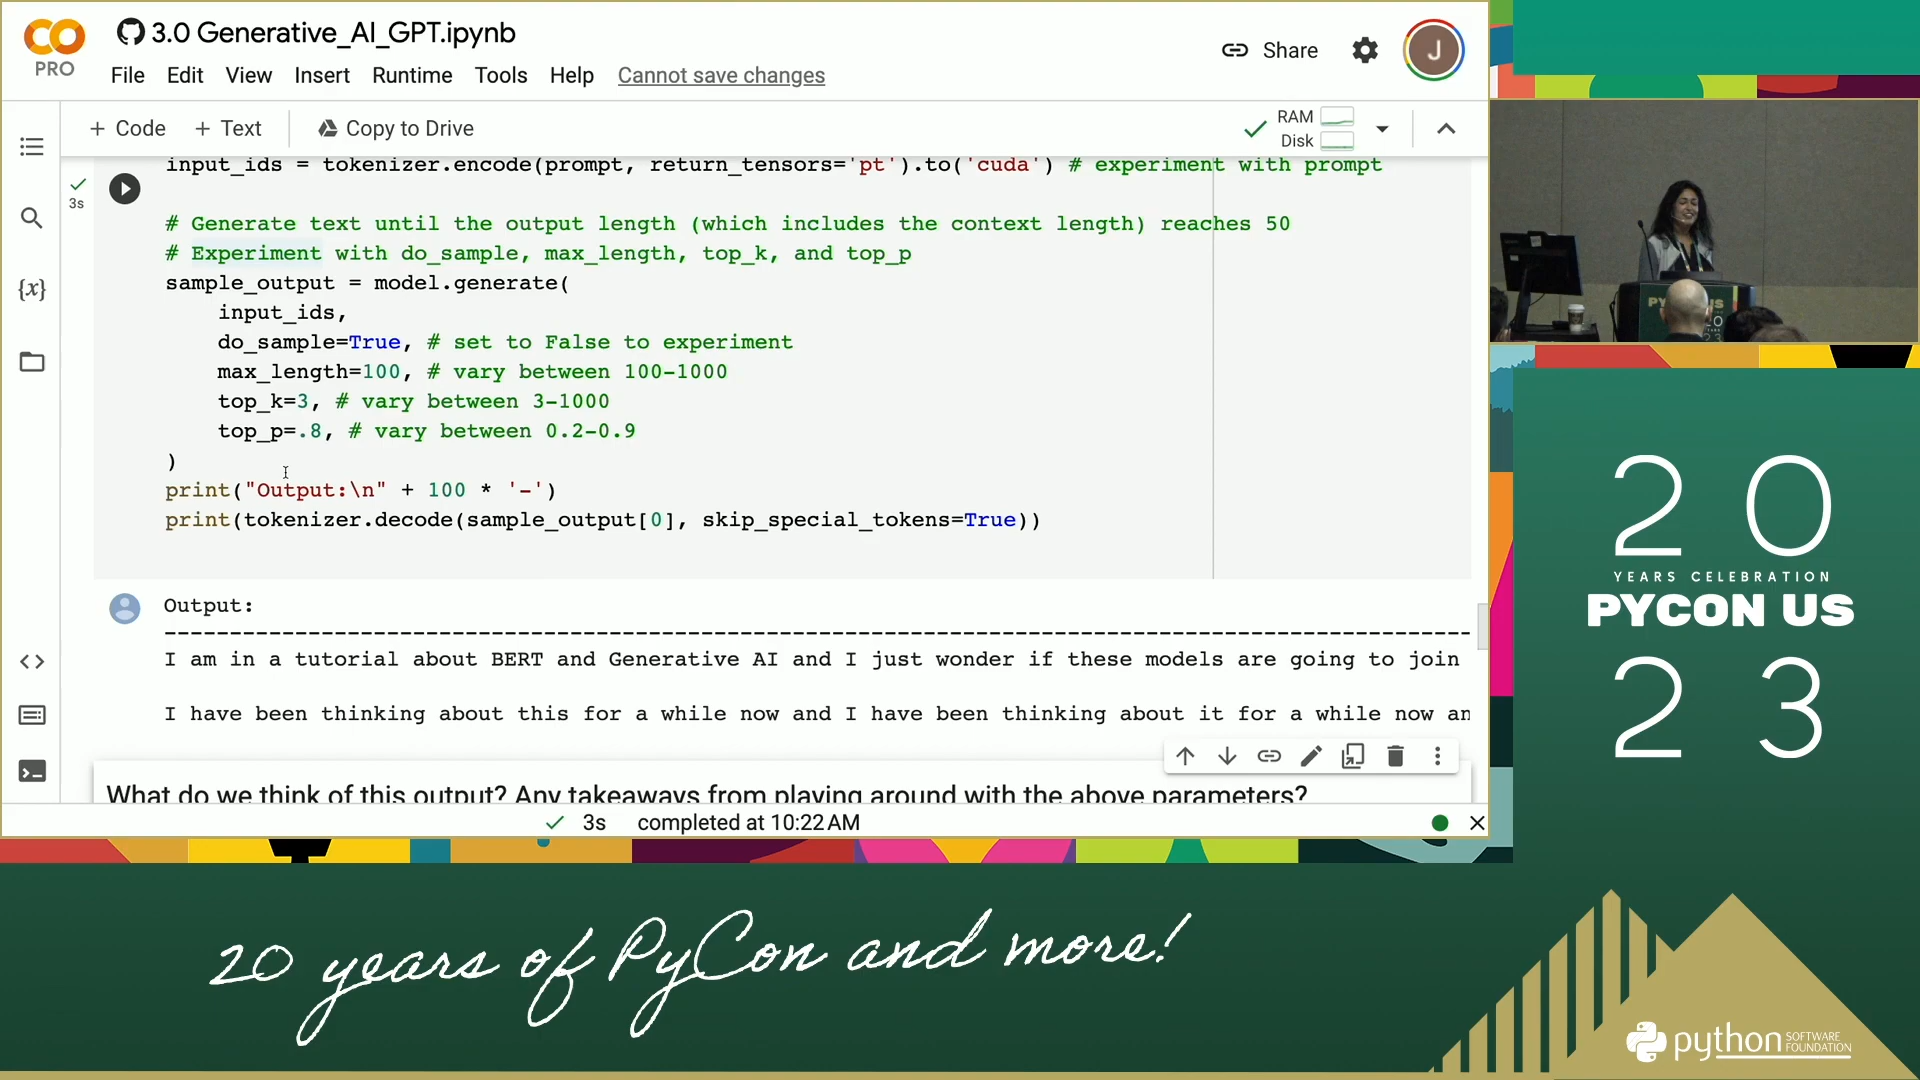 3.0 Generative_AI_GPT.ipynb
PRO
File Edit View Insert Runtime Tools Help Cannot save changes
Share
J
+ Code + Text Copy to Drive
RAM
Disk
input_ids = tokenizer.encode(prompt, return_tensors='pt').to('cuda') # experiment with prompt
3s
# Generate text until the output length (which includes the context length) reaches 50
# Experiment with do_sample, max_length, top_k, and top_p
sample_output = model.generate(
input_ids,
do_sample=True, # set to False to experiment
max_length=100, # vary between 100-1000
top_k=3, # vary between 3-1000
top_p=.8, # vary between 0.2-0.9
)
print("Output:\n" + 100 * '-')
print(tokenizer.decode(sample_output[0], skip_special_tokens=True))
Output:
----------------------------------------------------------------------------------------------------
I am in a tutorial about BERT and Generative AI and I just wonder if these models are going to join
I have been thinking about this for a while now and I have been thinking about it for a while now an
What do we think of this output? Any takeaways from playing around with the above parameters?
3s completed at 10:22 AM
20
YEARS CELEBRATION
PYCON US
23
20 years of PyCon and more!
python SOFTWARE
FOUNDATION